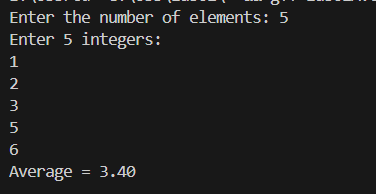 Enter the number of elements: 5
Enter 5 integers:
1
2
3
5
6
Average = 3.40